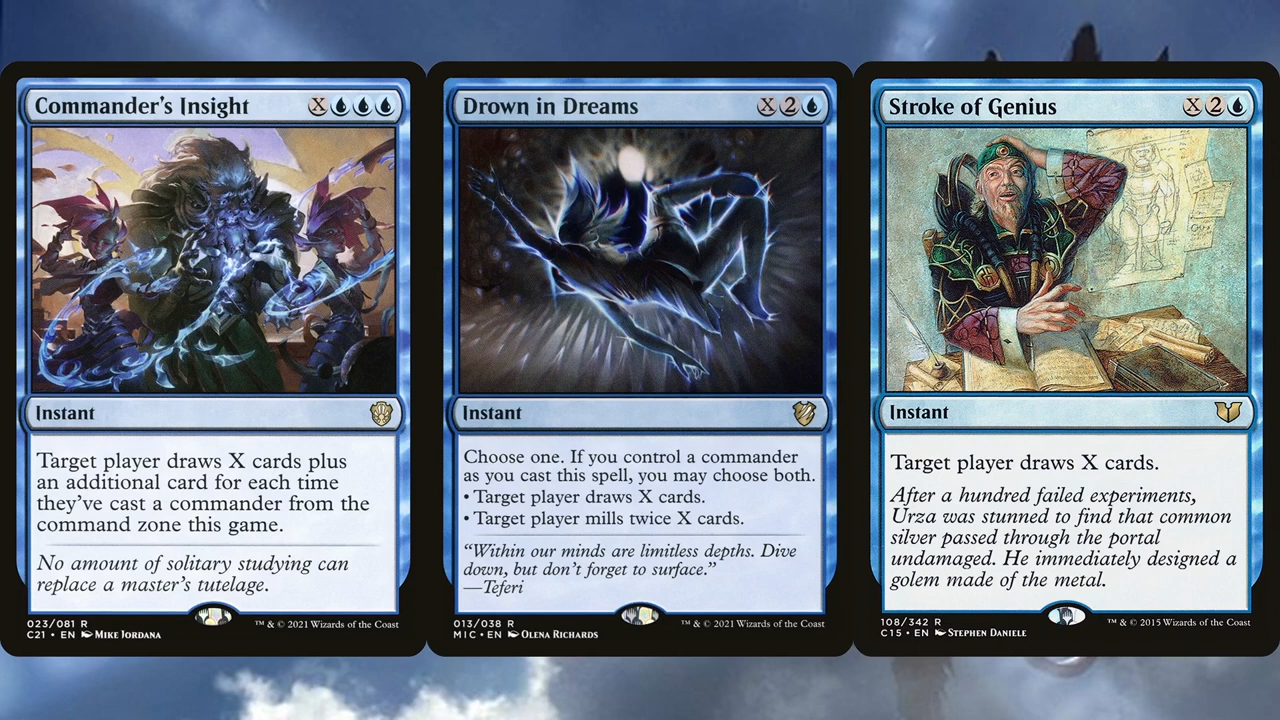 Commander's Insight X
Instant
Target player draws X cards plus
an additional card for each time
they've cast a commander from the
command zone this game.
No amount of solitary studying can
replace a master's tutelage.
023/081 R
C21 • EN Mike Jordana
™ & © 2021 Wizards of the Coast
Drown in Dreams X 2
Instant
Choose one. If you control a commander
as you cast this spell, you may choose both.
• Target player draws X cards.
• Target player mills twice X cards.
“Within our minds are limitless depths. Dive
down, but don't forget to surface.”
—Teferi
013/038 R
MIC • EN Olena Richards
™ & © 2021 Wizards of the Coast
Stroke of Genius X 2
Instant
Target player draws X cards.
After a hundred failed experiments,
Urza was stunned to find that common
silver passed through the portal
undamaged. He immediately designed a
golem made of the metal.
108/342 R
C15 • EN Stephen Daniele
™ & © 2015 Wizards of the Coast